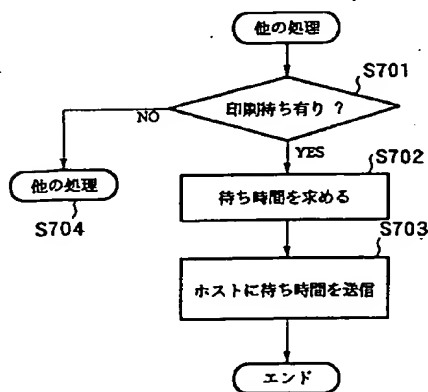 他の処理
S701
印刷待ち有り ?
NO
YES
S702
待ち時間を求める
他の処理
S704
S703
ホストに待ち時間を送信
エンド